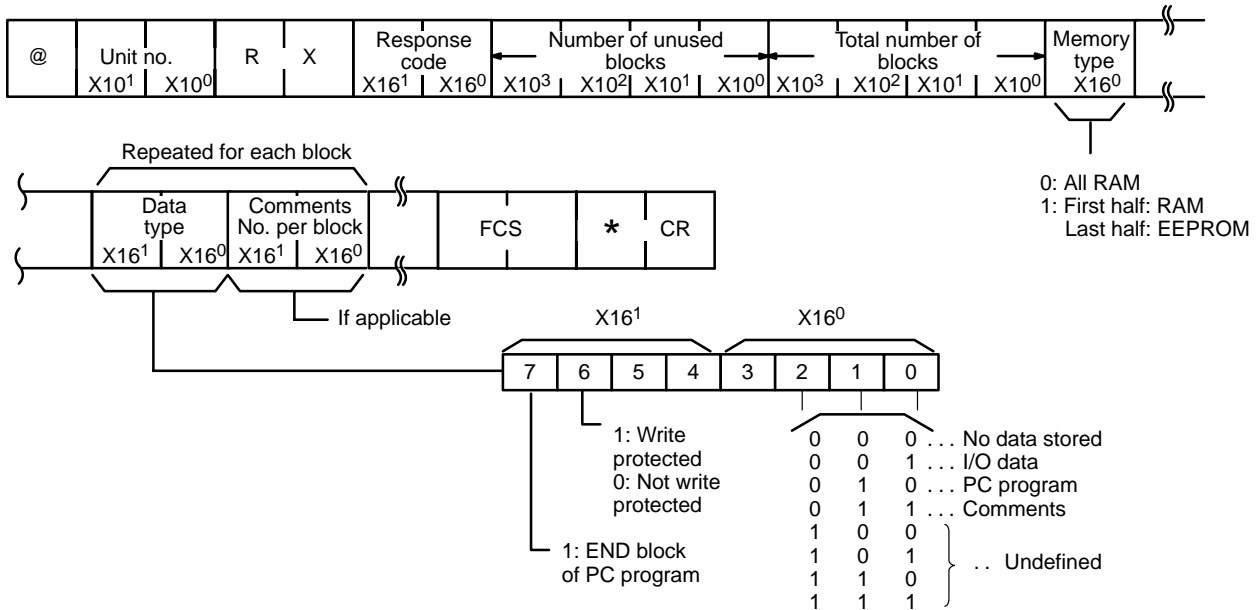 @ Unit no. R X Response code Number of unused blocks Total number of blocks Memory type
X10¹ X10⁰ X16¹ X16⁰ X10³ X10² X10¹ X10⁰ X10³ X10² X10¹ X10⁰ X16⁰
0: All RAM
1: First half: RAM
Last half: EEPROM
Repeated for each block
Data type Comments No. per block FCS * CR
X16¹ X16⁰ X16¹ X16⁰
If applicable
X16¹ X16⁰
7 6 5 4 3 2 1 0
1: Write
protected
0: Not write
protected
1: END block
of PC program
0 0 0 . . . No data stored
0 0 1 . . . I/O data
0 1 0 . . . PC program
0 1 1 . . . Comments
1 0 0
1 0 1
1 1 0
1 1 1
. . Undefined